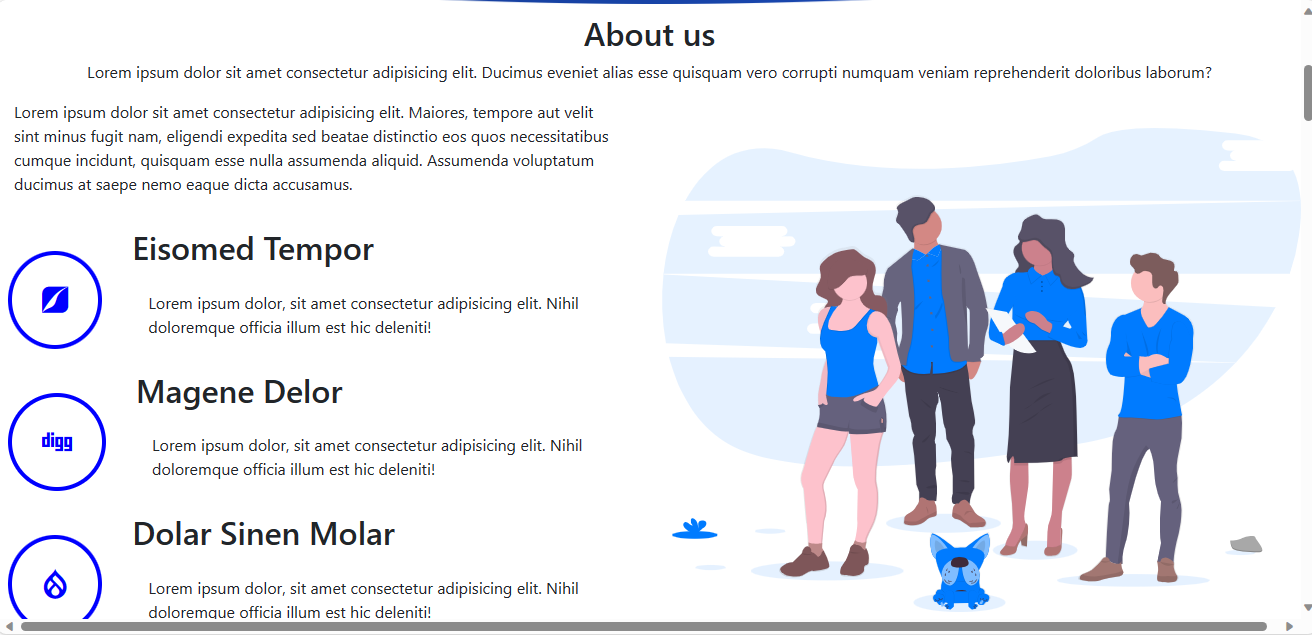 About us
Lorem ipsum dolor sit amet consectetur adipisicing elit. Ducimus eveniet alias esse quisquam vero corrupti numquam veniam reprehenderit doloribus laborum?
Lorem ipsum dolor sit amet consectetur adipisicing elit. Maiores, tempore aut velit
sint minus fugit nam, eligendi expedita sed beatae distinctio eos quos necessitatibus
cumque incidunt, quisquam esse nulla assumenda aliquid. Assumenda voluptatum
ducimus at saepe nemo eaque dicta accusamus.
Eisomed Tempor
Lorem ipsum dolor, sit amet consectetur adipisicing elit. Nihil
doloremque officia illum est hic deleniti!
digg
Magene Delor
Lorem ipsum dolor, sit amet consectetur adipisicing elit. Nihil
doloremque officia illum est hic deleniti!
Dolar Sinen Molar
Lorem ipsum dolor, sit amet consectetur adipisicing elit. Nihil
doloremque officia illum est hic deleniti!